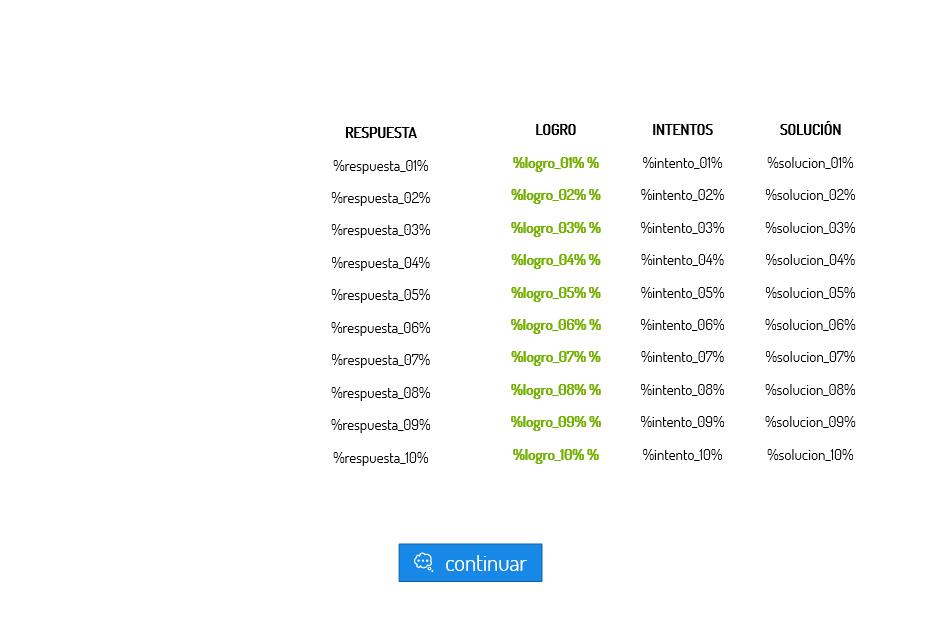 RESPUESTA LOGRO INTENTOS SOLUCIÓN
%respuesta_01% %logro_01% % %intento_01% %solucion_01%
%respuesta_02% %logro_02% % %intento_02% %solucion_02%
%respuesta_03% %logro_03% % %intento_03% %solucion_03%
%respuesta_04% %logro_04% % %intento_04% %solucion_04%
%respuesta_05% %logro_05% % %intento_05% %solucion_05%
%respuesta_06% %logro_06% % %intento_06% %solucion_06%
%respuesta_07% %logro_07% % %intento_07% %solucion_07%
%respuesta_08% %logro_08% % %intento_08% %solucion_08%
%respuesta_09% %logro_09% % %intento_09% %solucion_09%
%respuesta_10% %logro_10% % %intento_10% %solucion_10%
continuar